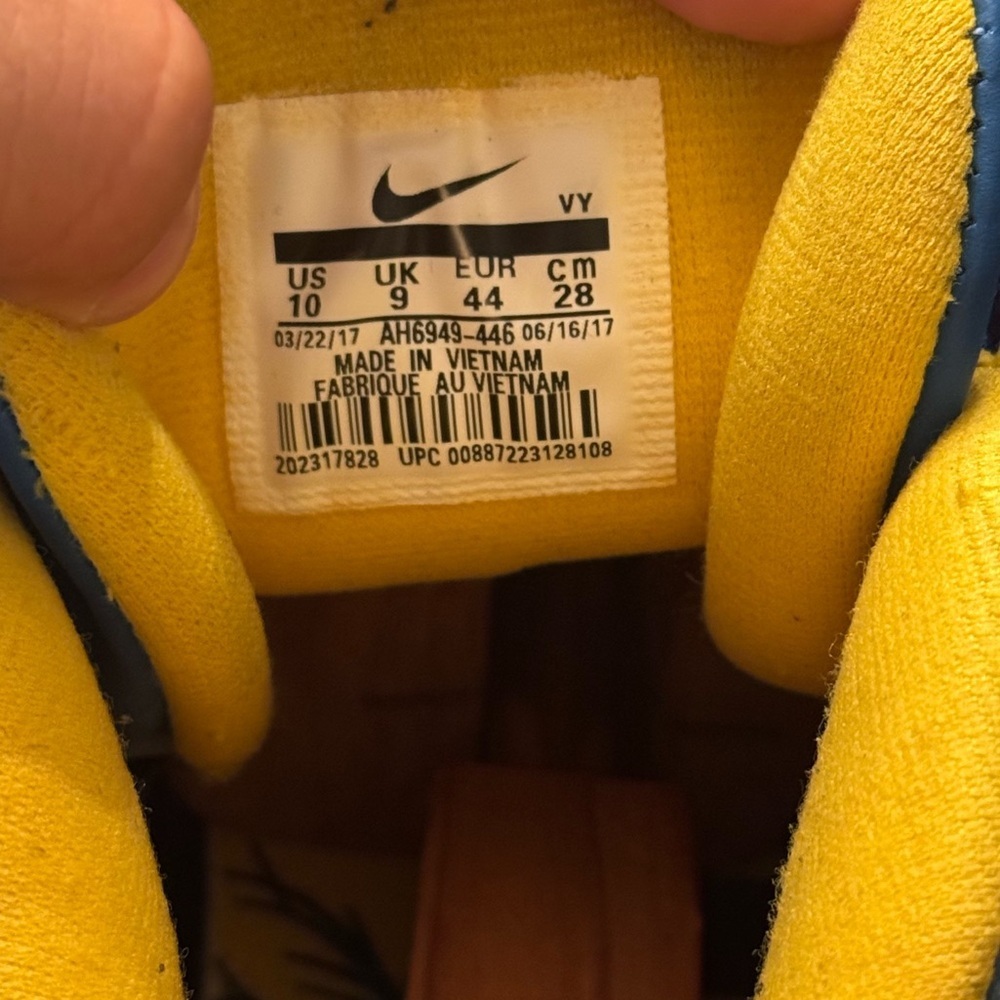 VY
US UK EUR cm
10 9 44 28
03/22/17 AH6949-446 06/16/17
MADE IN VIETNAM
FABRIQUE AU VIETNAM
202317828 UPC 00887223128108